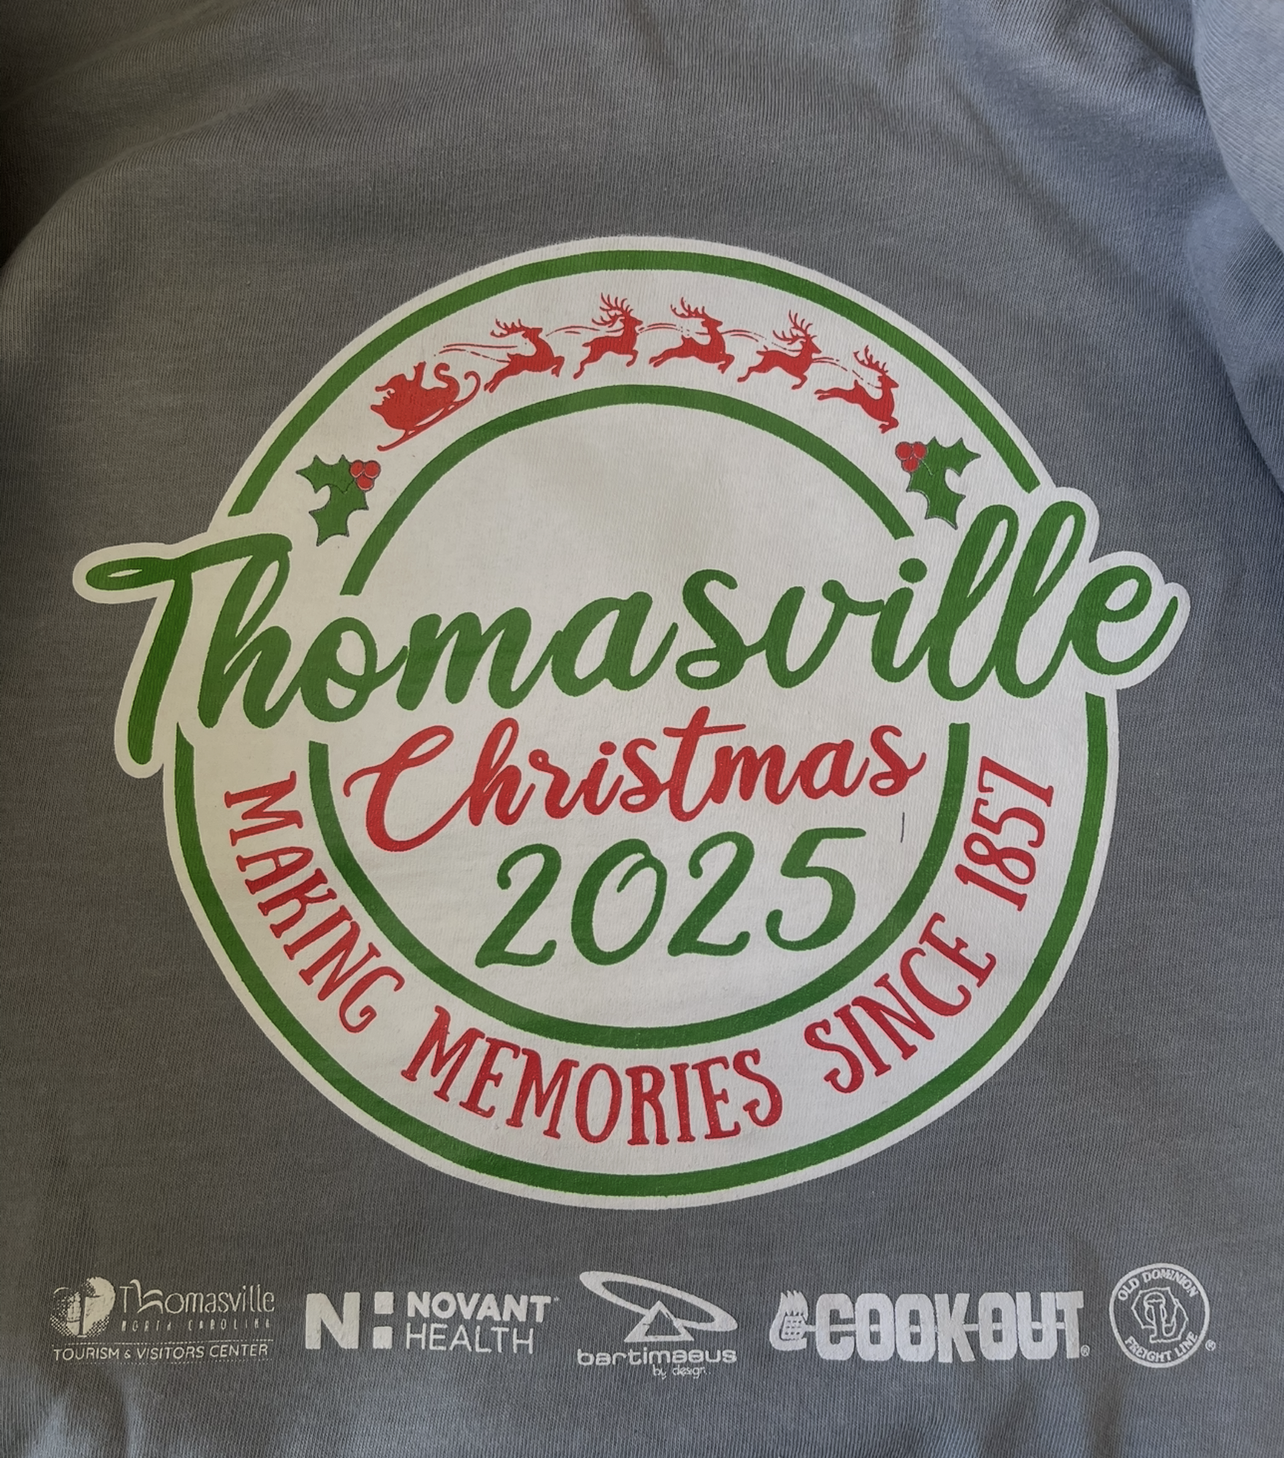 Thomasville
Christmas
2025
MAKING MEMORIES SINCE 1857
Thomasville
NORTH CAROLINA
TOURISM & VISITORS CENTER
N
NOVANT
HEALTH
bartimaeus
by design
COOK OUT®
OLD DOMINION
FREIGHT LINE ®